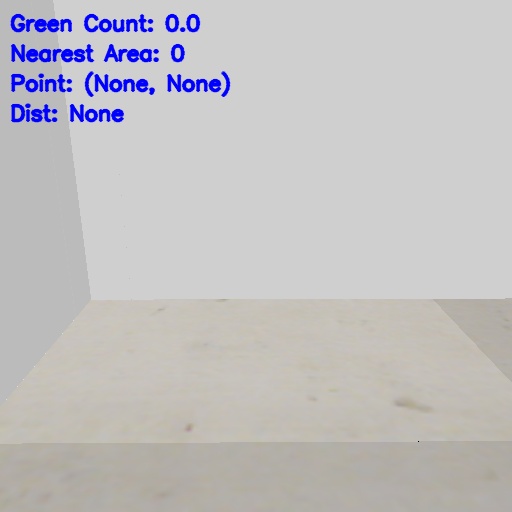 Green Count: 0.0
Nearest Area: 0
Point: (None, None)
Dist: None